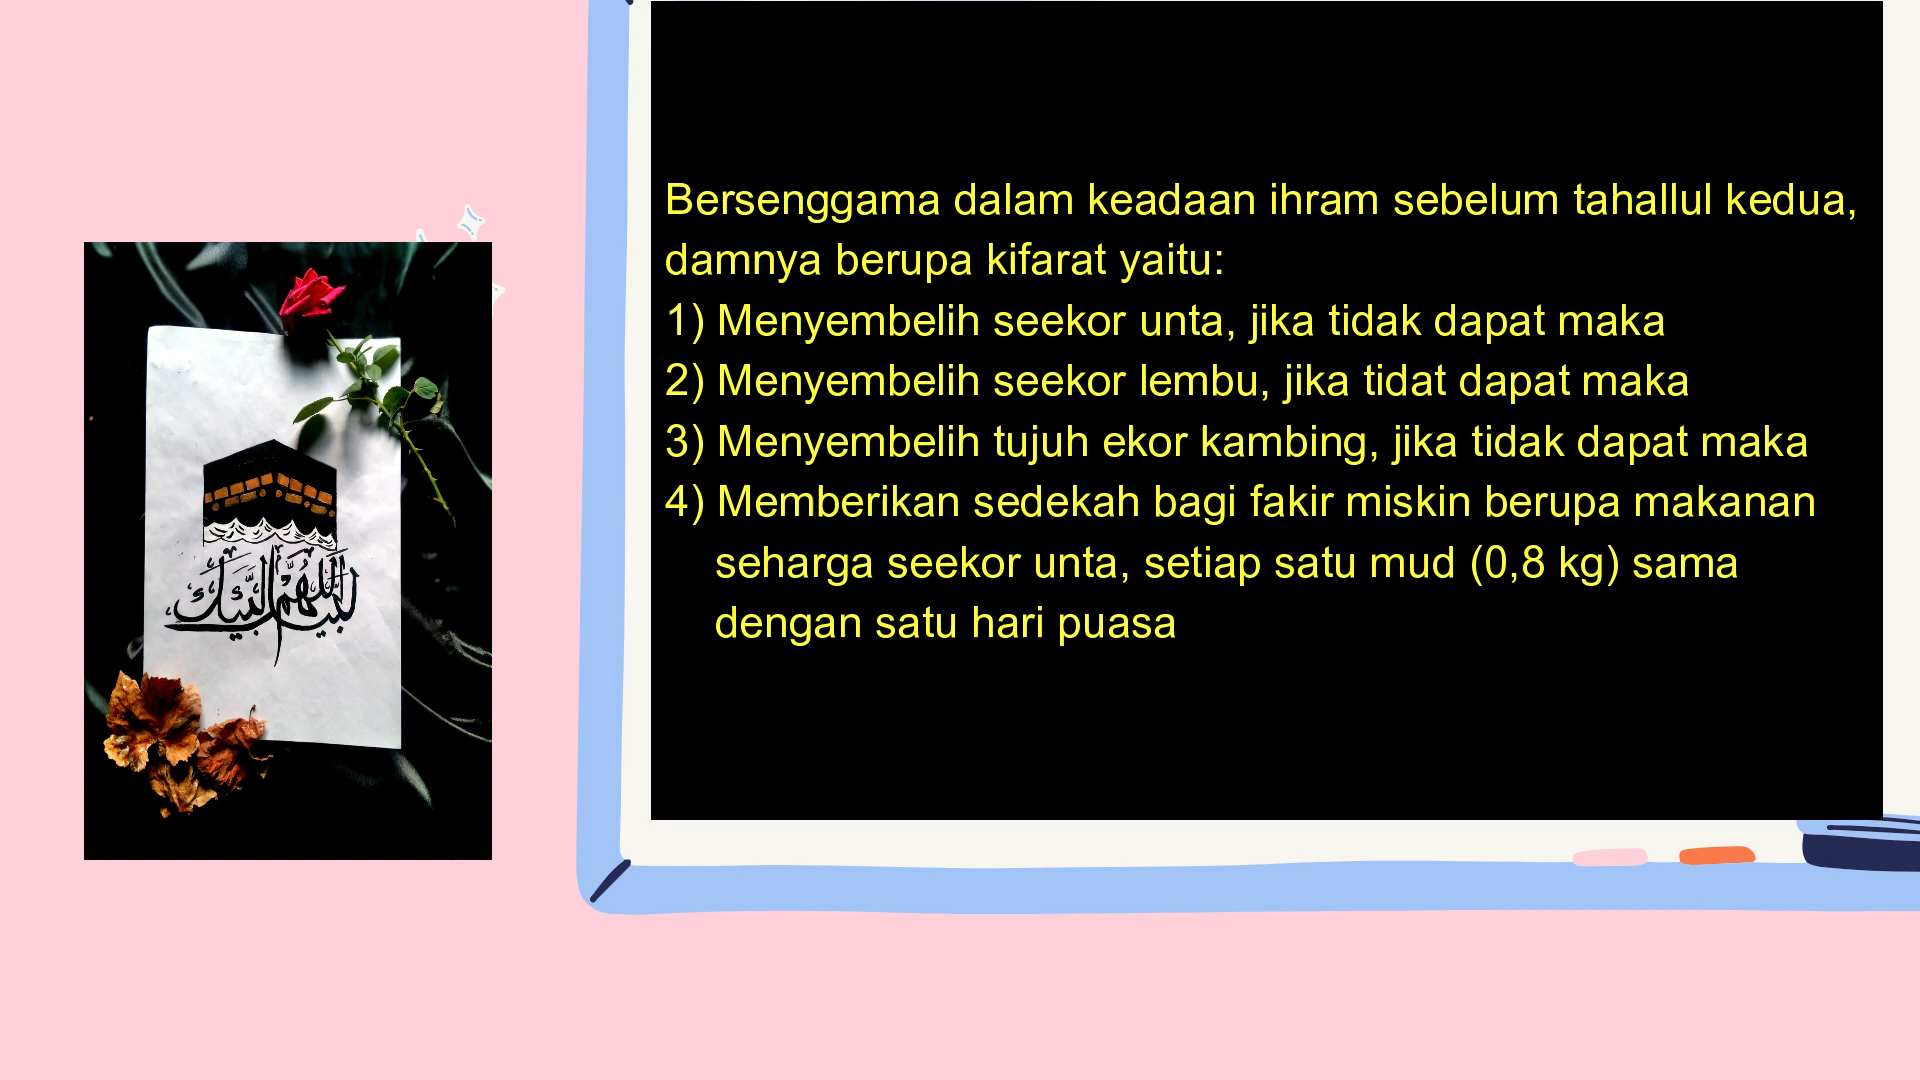 Bersenggama dalam keadaan ihram sebelum tahallul kedua,
damnya berupa kifarat yaitu:
1) Menyembelih seekor unta, jika tidak dapat maka
2) Menyembelih seekor lembu, jika tidat dapat maka
3) Menyembelih tujuh ekor kambing, jika tidak dapat maka
4) Memberikan sedekah bagi fakir miskin berupa makanan
seharga seekor unta, setiap satu mud (0,8 kg) sama
dengan satu hari puasa
لبيك اللهم لبيك